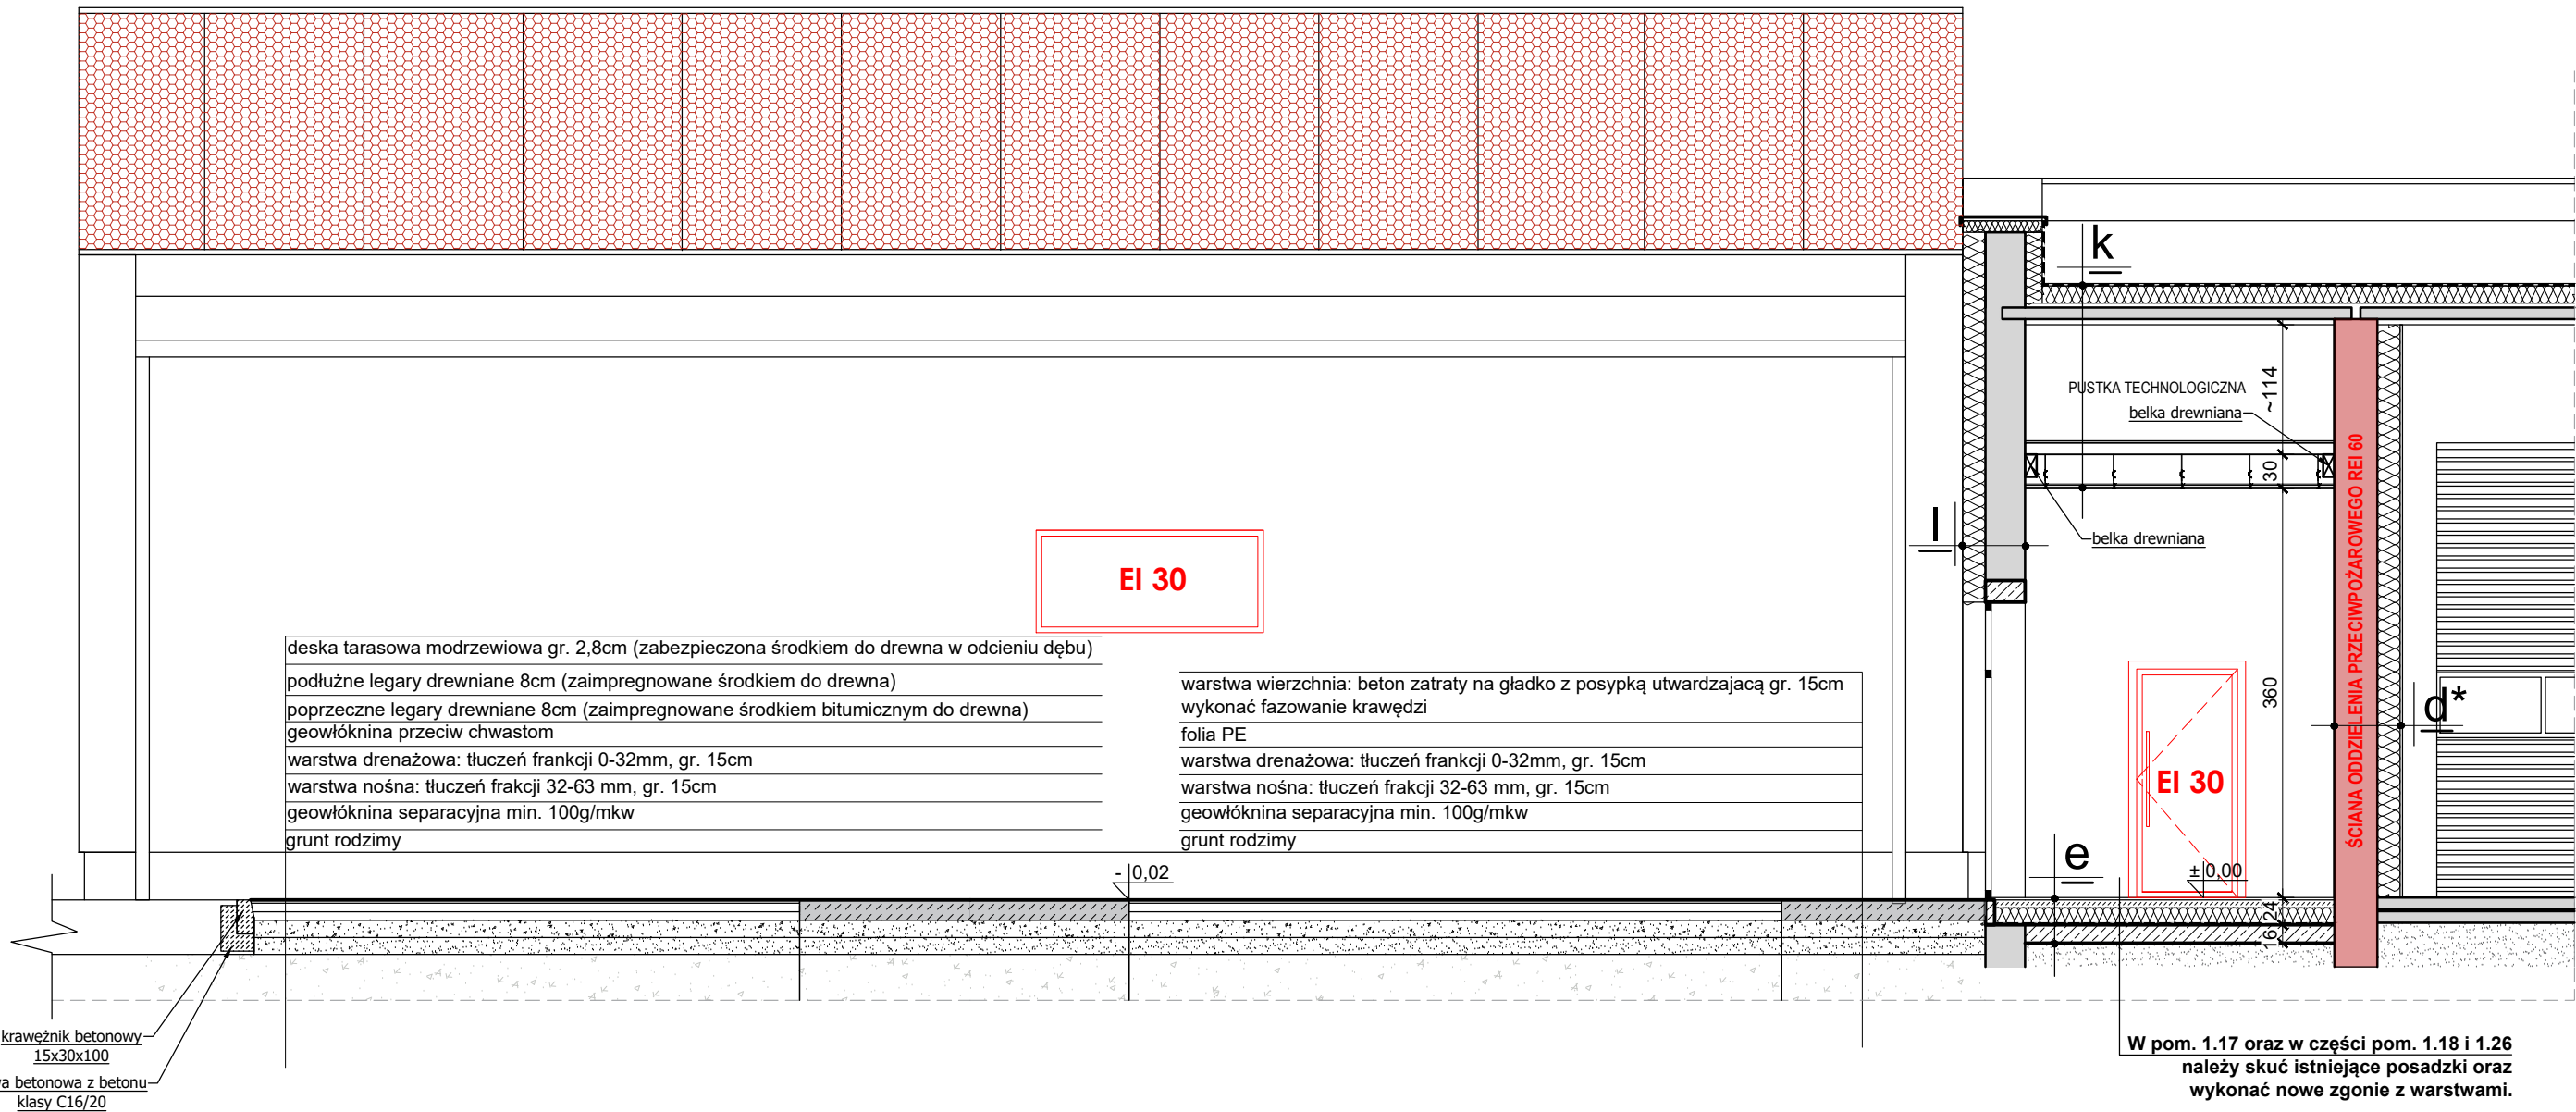 k
PUSTKA TECHNOLOGICZNA
~114
belka drewniana
30
ŚCIANA ODDZIELENIA PRZECIWPOŻAROWEGO REI 60
l
belka drewniana
EI 30
deska tarasowa modrzewiowa gr. 2,8cm (zabezpieczona środkiem do drewna w odcieniu dębu)
podłużne legary drewniane 8cm (zaimpregnowane środkiem do drewna)
poprzeczne legary drewniane 8cm (zaimpregnowane środkiem bitumicznym do drewna)
geowłóknina przeciw chwastom
warstwa drenażowa: tłuczeń frankcji 0-32mm, gr. 15cm
warstwa nośna: tłuczeń frakcji 32-63 mm, gr. 15cm
geowłóknina separacyjna min. 100g/mkw
grunt rodzimy
warstwa wierzchnia: beton zatraty na gładko z posypką utwardzajacą gr. 15cm
wykonać fazowanie krawędzi
folia PE
warstwa drenażowa: tłuczeń frankcji 0-32mm, gr. 15cm
warstwa nośna: tłuczeń frakcji 32-63 mm, gr. 15cm
geowłóknina separacyjna min. 100g/mkw
grunt rodzimy
360
d*
EI 30
e
- 0,02
±0,00
24
16
krawężnik betonowy
15x30x100
wa betonowa z betonu
klasy C16/20
W pom. 1.17 oraz w części pom. 1.18 i 1.26
należy skuć istniejące posadzki oraz
wykonać nowe zgonie z warstwami.